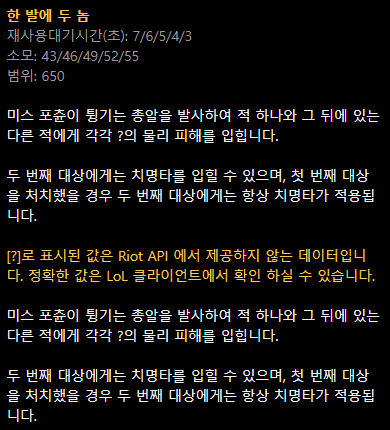 한 발에 두 놈
재사용대기시간(초): 7/6/5/4/3
소모: 43/46/49/52/55
범위: 650
미스 포츈이 튕기는 총알을 발사하여 적 하나와 그 뒤에 있는
다른 적에게 각각 ?의 물리 피해를 입힙니다.
두 번째 대상에게는 치명타를 입힐 수 있으며, 첫 번째 대상
을 처치했을 경우 두 번째 대상에게는 항상 치명타가 적용됩
니다.
[?]로 표시된 값은 Riot API 에서 제공하지 않는 데이터입니
다. 정확한 값은 LoL 클라이언트에서 확인 하실 수 있습니다.
미스 포츈이 튕기는 총알을 발사하여 적 하나와 그 뒤에 있는
다른 적에게 각각 ?의 물리 피해를 입힙니다.
두 번째 대상에게는 치명타를 입힐 수 있으며, 첫 번째 대상
을 처치했을 경우 두 번째 대상에게는 항상 치명타가 적용됩
니다.